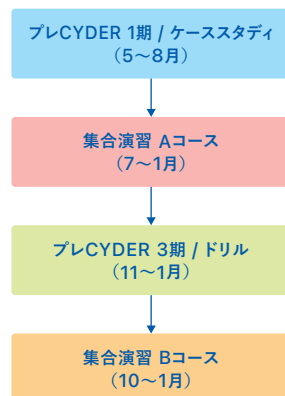 プレCYDER 1期 / ケーススタディ
（5〜8月）
集合演習 Aコース
（7〜1月）
プレCYDER 3期 / ドリル
（11〜1月）
集合演習 Bコース
（10〜1月）